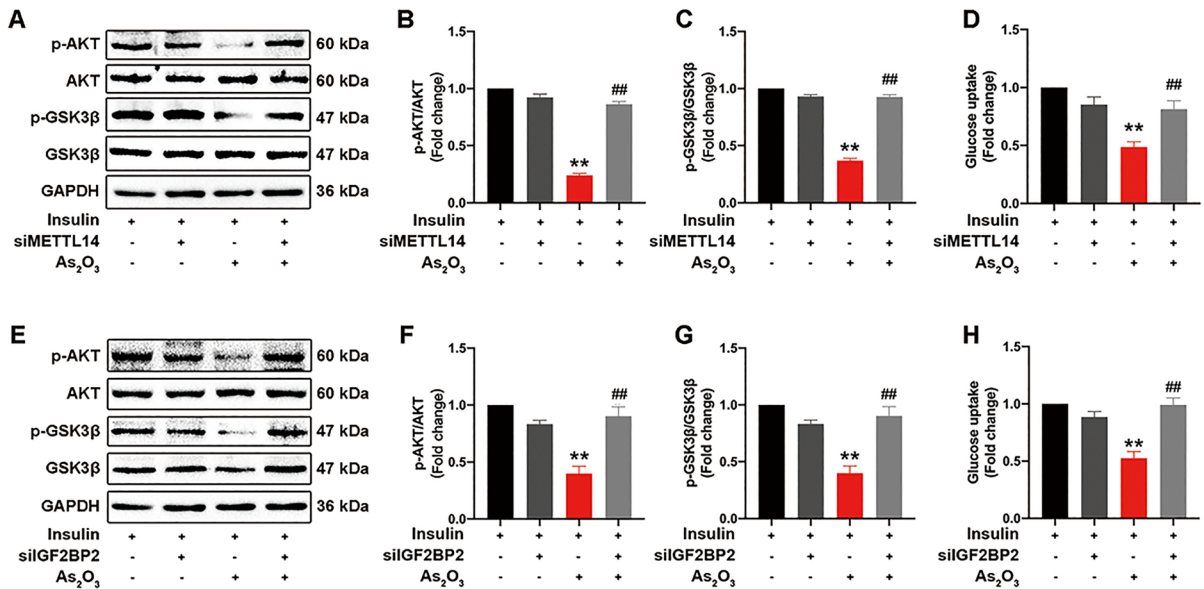 A
p-AKT 60 kDa
AKT 60 kDa
p-GSK3β 47 kDa
GSK3β 47 kDa
GAPDH 36 kDa
Insulin + + + +
siMETTL14 - + - +
As₂O₃ - - + +
B
p-AKT/AKT
(Fold change)
1.5
1.0
0.5
0.0
**
##
Insulin + + + +
siMETTL14 - + - +
As₂O₃ - - + +
C
p-GSK3β/GSK3β
(Fold change)
1.5
1.0
0.5
0.0
**
##
Insulin + + + +
siMETTL14 - + - +
As₂O₃ - - + +
D
Glucose uptake
(Fold change)
1.5
1.0
0.5
0.0
**
##
Insulin + + + +
siMETTL14 - + - +
As₂O₃ - - + +
E
p-AKT 60 kDa
AKT 60 kDa
p-GSK3β 47 kDa
GSK3β 47 kDa
GAPDH 36 kDa
Insulin + + + +
siIGF2BP2 - + - +
As₂O₃ - - + +
F
p-AKT/AKT
(Fold change)
1.5
1.0
0.5
0.0
**
##
Insulin + + + +
siIGF2BP2 - + - +
As₂O₃ - - + +
G
p-GSK3β/GSK3β
(Fold change)
1.5
1.0
0.5
0.0
**
##
Insulin + + + +
siIGF2BP2 - + - +
As₂O₃ - - + +
H
Glucose uptake
(Fold change)
1.5
1.0
0.5
0.0
**
##
Insulin + + + +
siIGF2BP2 - + - +
As₂O₃ - - + +